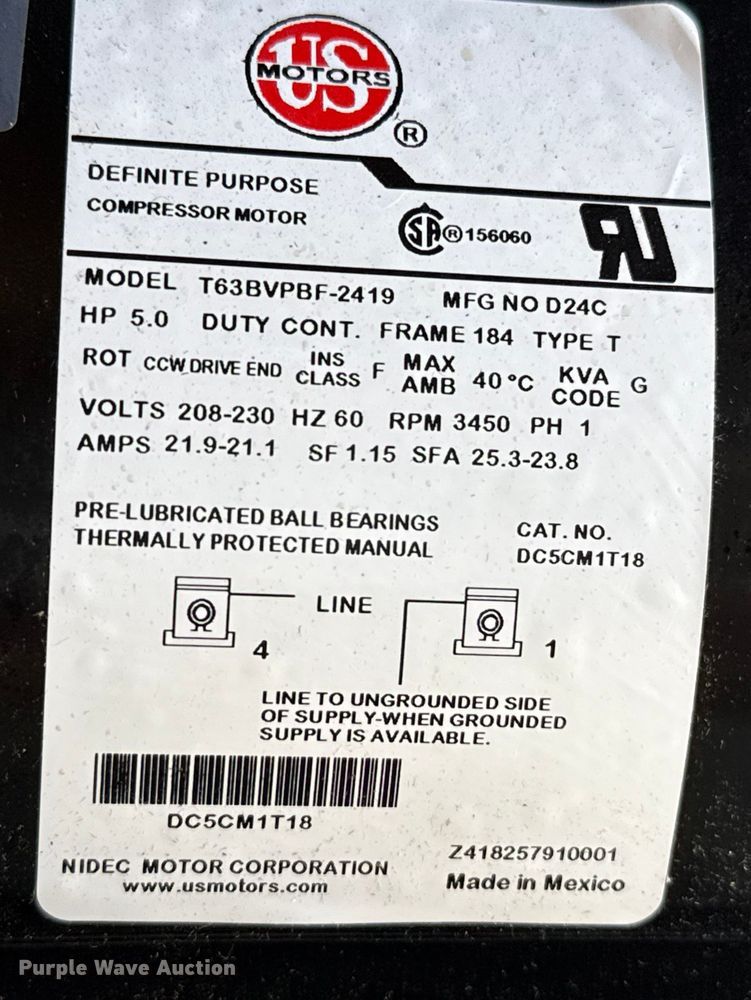 US
MOTORS
®
DEFINITE PURPOSE
COMPRESSOR MOTOR
SA ® 156060
UR
MODEL T63BVPBF-2419 MFG NO D24C
HP 5.0 DUTY CONT. FRAME 184 TYPE T
ROT CCW DRIVE END INS CLASS F MAX AMB 40°C KVA CODE G
VOLTS 208-230 HZ 60 RPM 3450 PH 1
AMPS 21.9-21.1 SF 1.15 SFA 25.3-23.8
PRE-LUBRICATED BALL BEARINGS
THERMALLY PROTECTED MANUAL
CAT. NO.
DC5CM1T18
LINE
4
1
LINE TO UNGROUNDED SIDE
OF SUPPLY-WHEN GROUNDED
SUPPLY IS AVAILABLE.
DC5CM1T18
NIDEC MOTOR CORPORATION
www.usmotors.com
Z418257910001
Made in Mexico
Purple Wave Auction